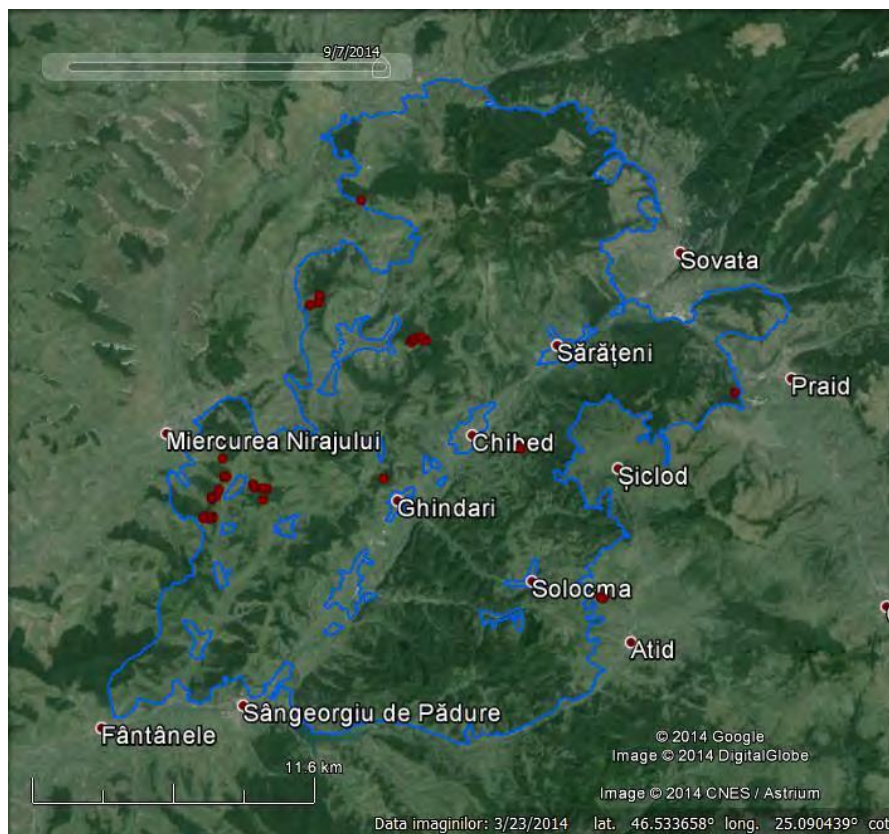 9/7/2014
Sovata
Sărățeni
Praid
Miercurea Nirajului
Chibed
Șiclod
Ghindari
Solocma
Atid
Sângeorgiu de Pădure
Fântânele
© 2014 Google
Image © 2014 DigitalGlobe
11.6 km
Image © 2014 CNES / Astrium
Data imaginilor: 3/23/2014 lat. 46.533658° long. 25.090439° cot